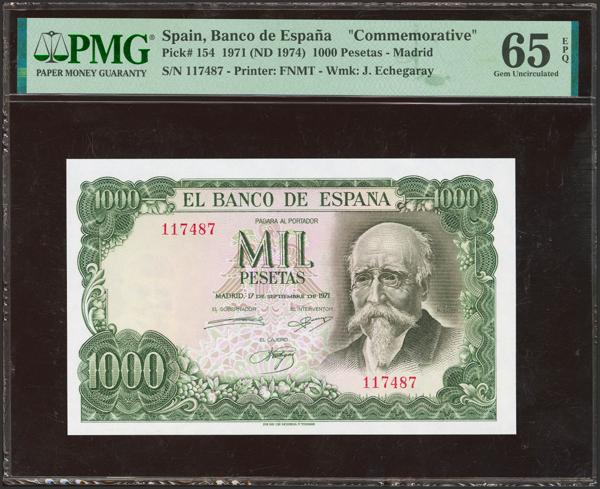 PMG
PAPER MONEY GUARANTY
Spain, Banco de España "Commemorative"
Pick# 154 1971 (ND 1974) 1000 Pesetas - Madrid
S/N 117487 - Printer: FNMT - Wmk: J. Echegaray
65
Gem Uncirculated
EPQ
1000
1000
EL BANCO DE ESPAÑA
PAGARA AL PORTADOR
117487
MIL
PESETAS
MADRID, 17 DE SEPTIEMBRE DE 1971
EL GOBERNADOR
EL INTERVENTOR
EL CAJERO
1000
117487
1000